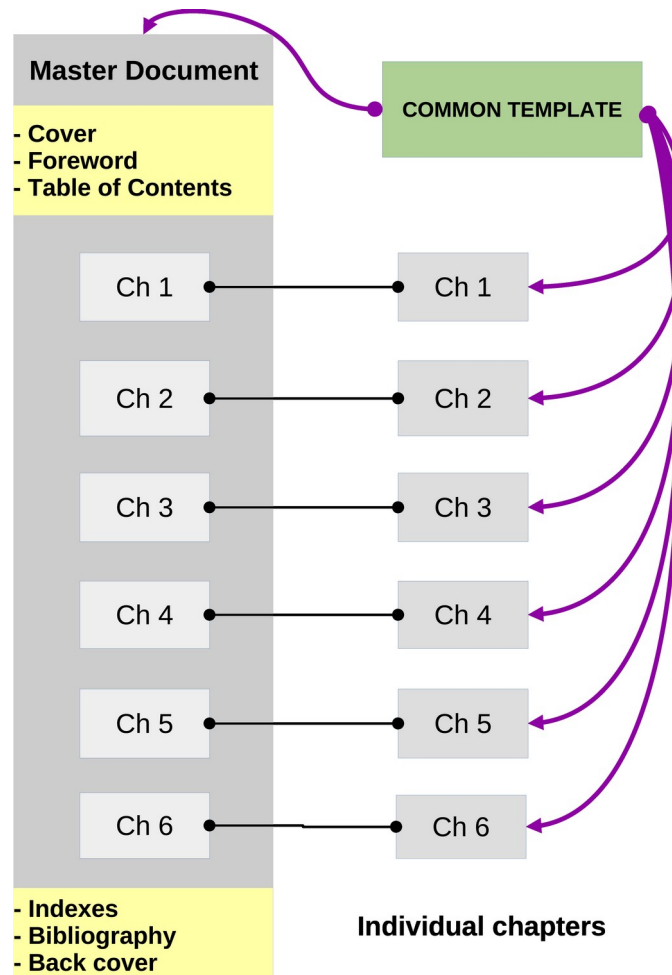 Master Document
COMMON TEMPLATE
- Cover
- Foreword
- Table of Contents
Ch 1
Ch 1
Ch 2
Ch 2
Ch 3
Ch 3
Ch 4
Ch 4
Ch 5
Ch 5
Ch 6
Ch 6
- Indexes
- Bibliography
- Back cover
Individual chapters